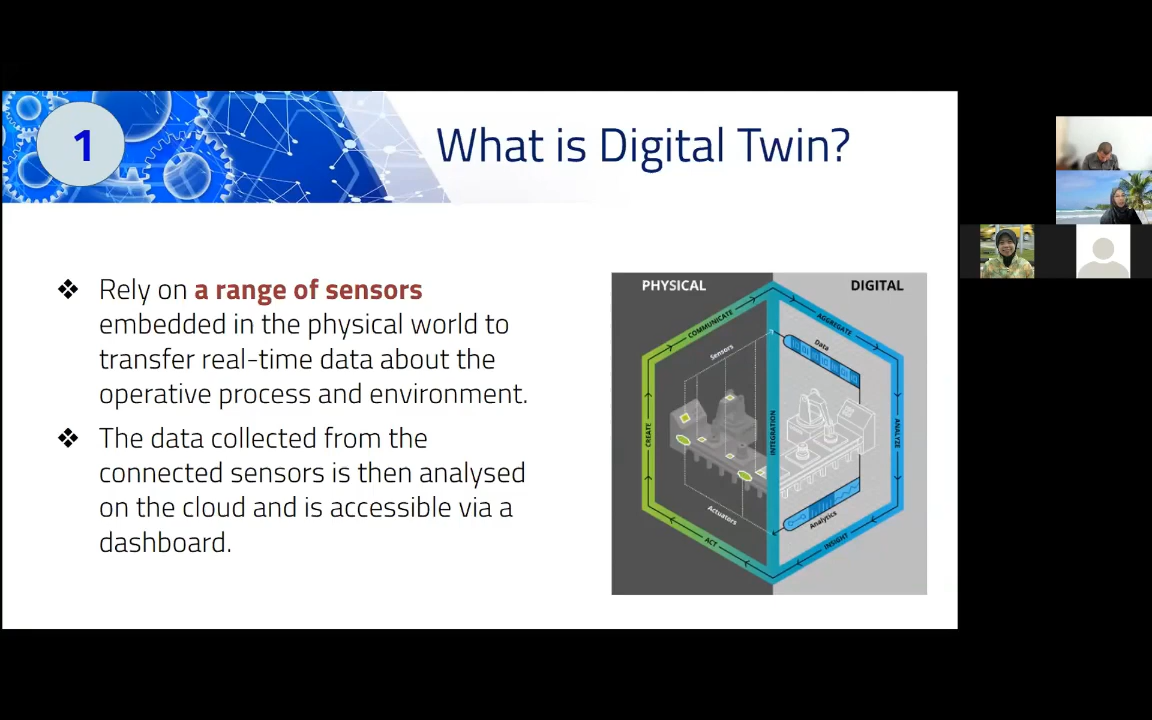 1
What is Digital Twin?
❖ Rely on a range of sensors
embedded in the physical world to
transfer real-time data about the
operative process and environment.
❖ The data collected from the
connected sensors is then analysed
on the cloud and is accessible via a
dashboard.
PHYSICAL
DIGITAL
COMMUNICATE
AGGREGATE
Sensors
Data
CREATE
INTEGRATION
ANALYZE
Actuators
Analytics
ACT
INSIGHT